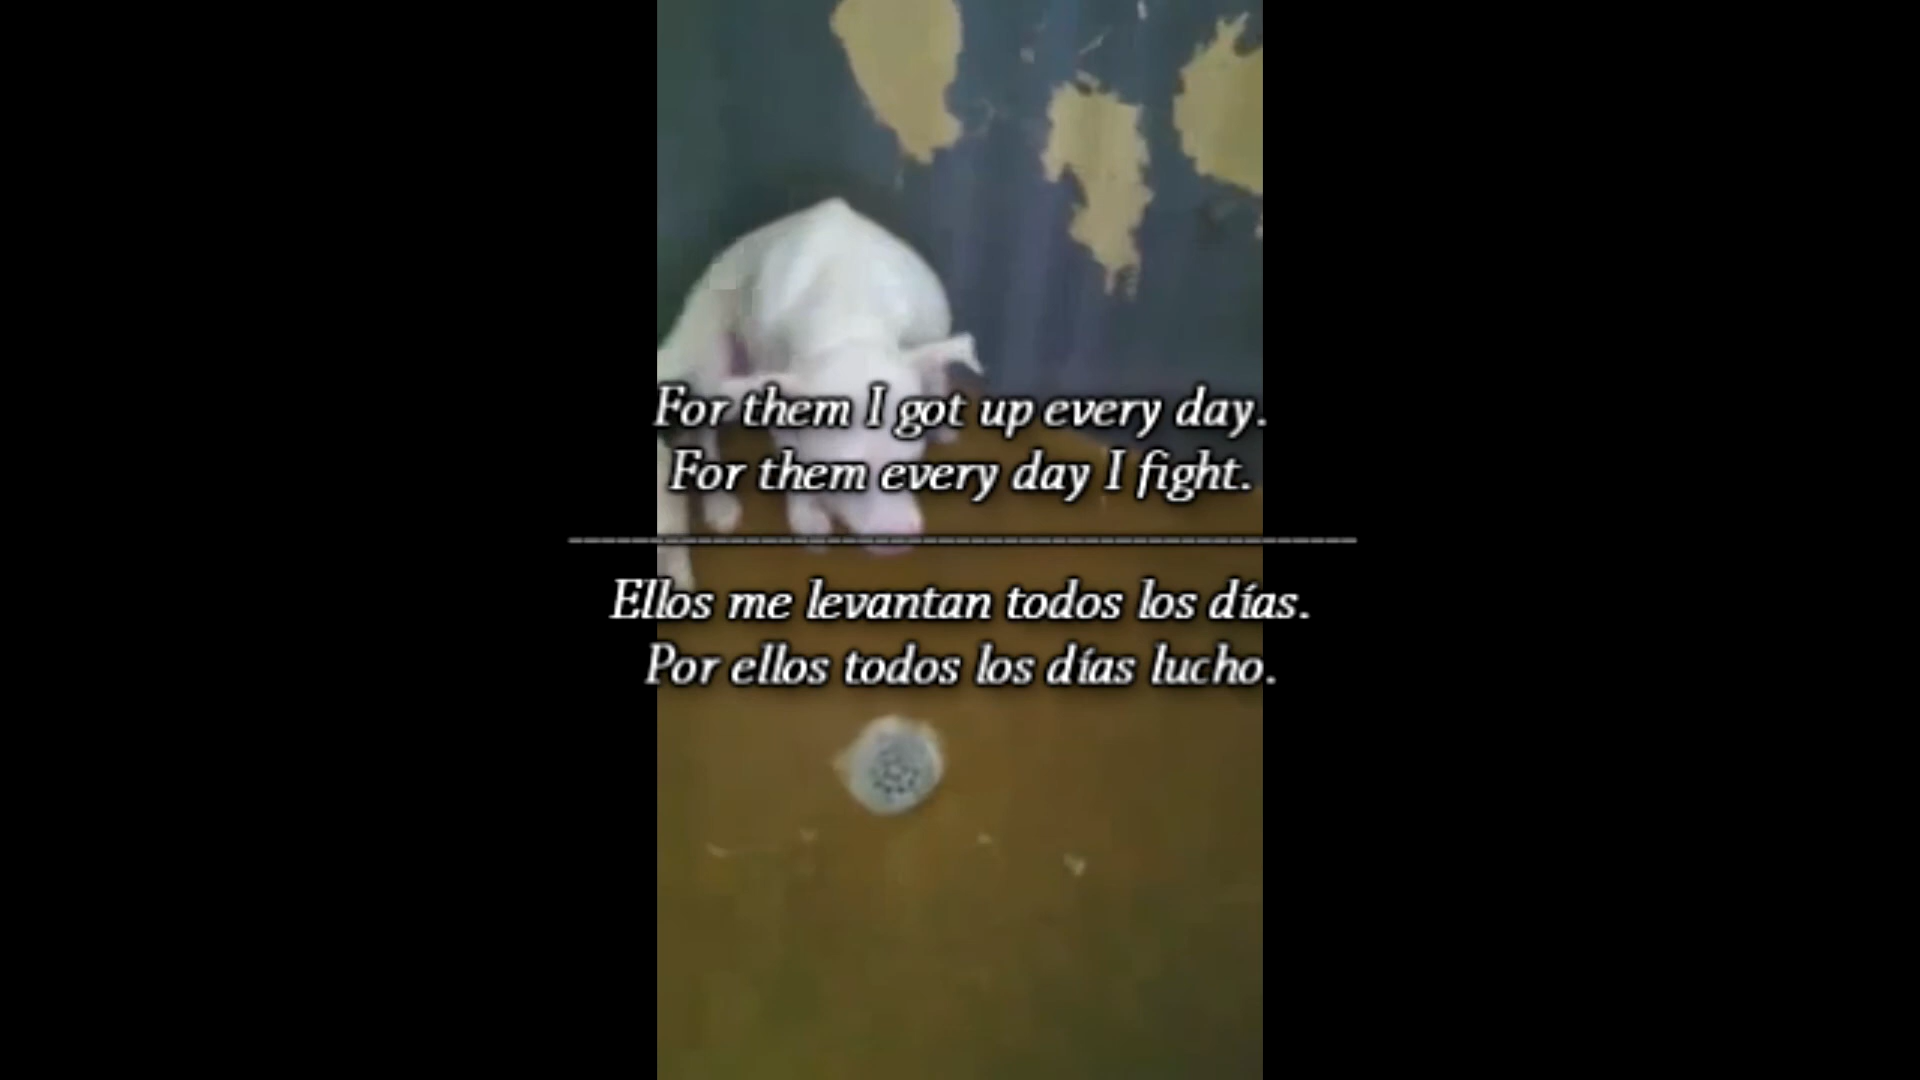 For them I got up every day.
For them every day I fight.
-------------------------------------------------
Ellos me levantan todos los días.
Por ellos todos los días lucho.